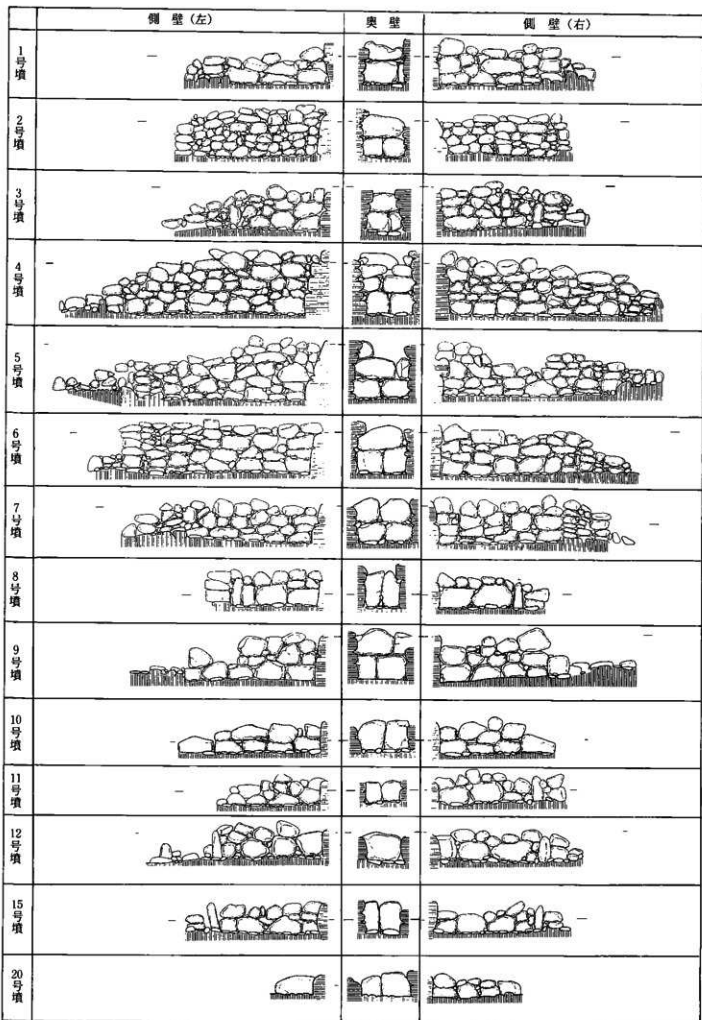 側 壁（左）
奥 壁
側 壁（右）
1号墳
2号墳
3号墳
4号墳
5号墳
6号墳
7号墳
8号墳
9号墳
10号墳
11号墳
12号墳
15号墳
20号墳